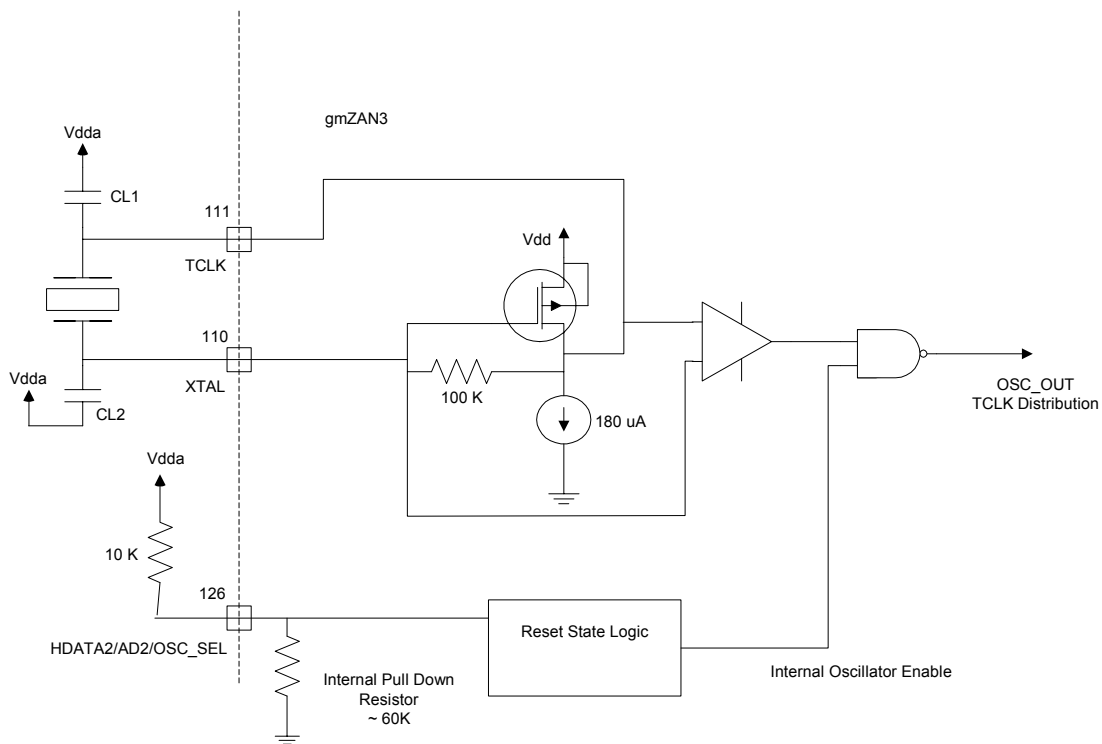 gmZAN3
Vdda
CL1
111
TCLK
Vdd
110
XTAL
Vdda
CL2
100 K
180 uA
OSC_OUT
TCLK Distribution
Vdda
10 K
126
HDATA2/AD2/OSC_SEL
Reset State Logic
Internal Pull Down
Resistor
~ 60K
Internal Oscillator Enable